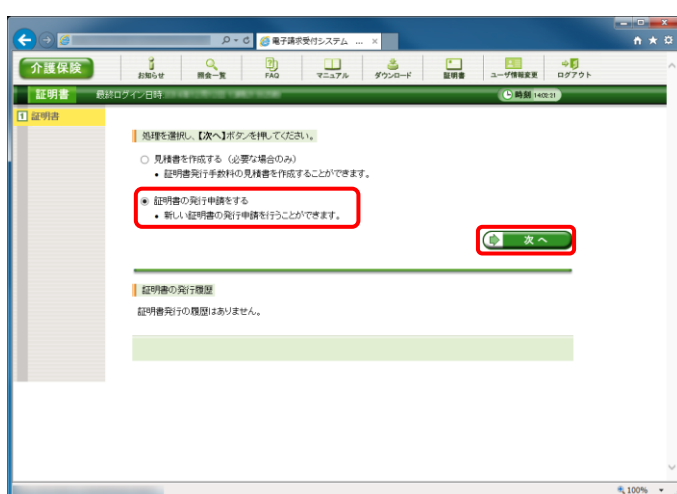 電子請求受付システム ...
介護保険
お知らせ 照会一覧 FAQ マニュアル ダウンロード 証明書 ユーザ情報変更 ログアウト
証明書 最終ログイン日時 時刻 14:02:31
1 証明書
処理を選択し、【次へ】ボタンを押してください。
見積書を作成する（必要な場合のみ）
• 証明書発行手数料の見積書を作成することができます。
証明書の発行申請をする
• 新しい証明書の発行申請を行うことができます。
次へ
証明書の発行履歴
証明書発行の履歴はありません。
100%